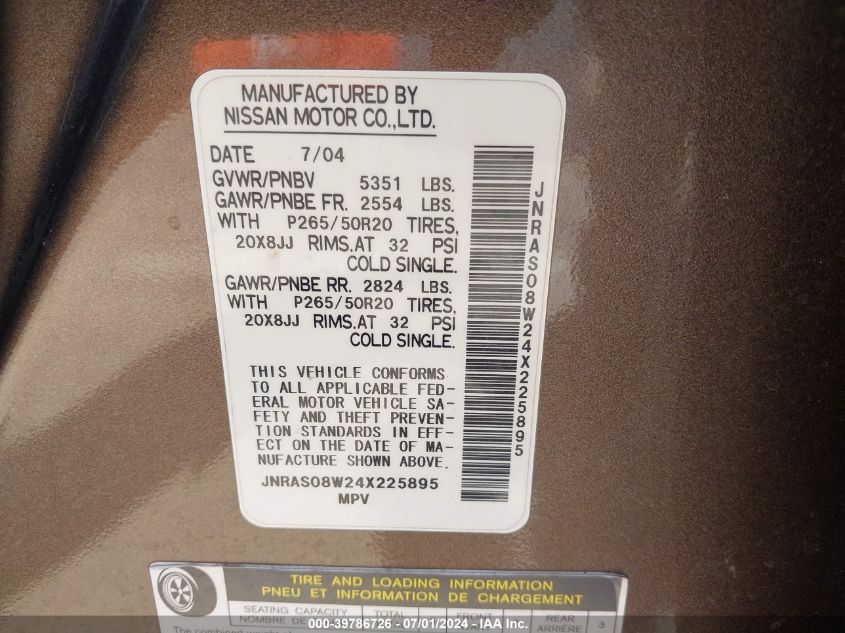 MANUFACTURED BY
NISSAN MOTOR CO.,LTD.
DATE 7/04
GVWR/PNBV 5351 LBS.
GAWR/PNBE FR. 2554 LBS.
WITH P265/50R20 TIRES,
20X8JJ RIMS.AT 32 PSI
COLD SINGLE.
GAWR/PNBE RR. 2824 LBS.
WITH P265/50R20 TIRES,
20X8JJ RIMS.AT 32 PSI
COLD SINGLE.
THIS VEHICLE CONFORMS
TO ALL APPLICABLE FED-
ERAL MOTOR VEHICLE SA-
FETY AND THEFT PREVEN-
TION STANDARDS IN EFF-
ECT ON THE DATE OF MA-
NUFACTURE SHOWN ABOVE.
JNRAS08W24X225895
MPV
JNRAS08W24X225895
TIRE AND LOADING INFORMATION
PNEU ET INFORMATION DE CHARGEMENT
SEATING CAPACITY TOTAL FRONT REAR 3
NOMBRE DE ARRIÈRE
The combined
000-39786726 - 07/01/2024 - IAA Inc.